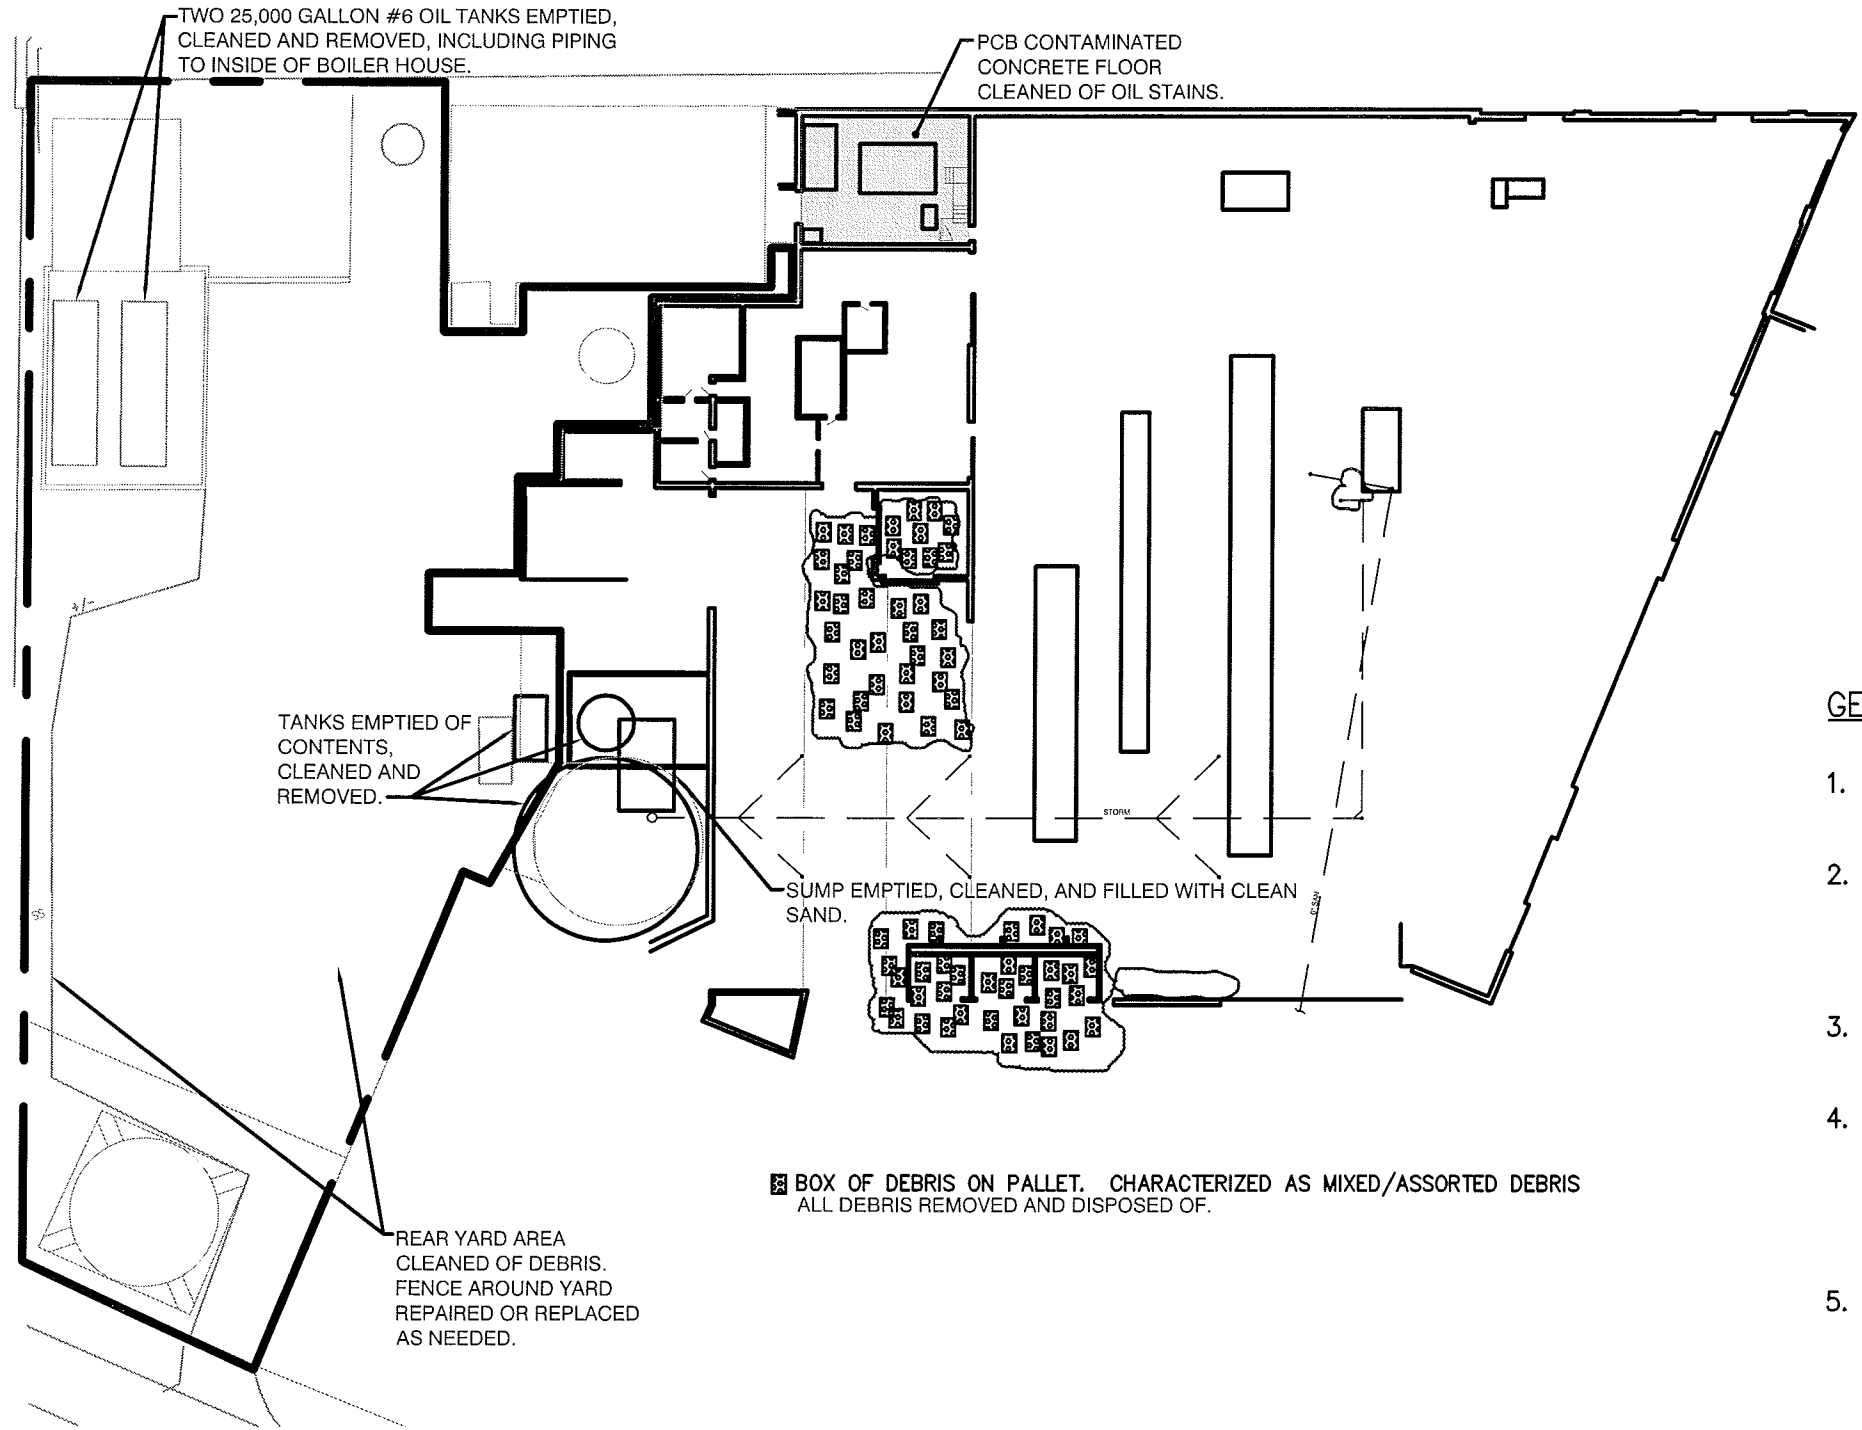 TWO 25,000 GALLON #6 OIL TANKS EMPTIED,
CLEANED AND REMOVED, INCLUDING PIPING
TO INSIDE OF BOILER HOUSE.
PCB CONTAMINATED
CONCRETE FLOOR
CLEANED OF OIL STAINS.
+/-
GE
TANKS EMPTIED OF
CONTENTS,
CLEANED AND
REMOVED.
1.
STORM
2.
SUMP EMPTIED, CLEANED, AND FILLED WITH CLEAN
SAND.
SS
3.
4.
BOX OF DEBRIS ON PALLET. CHARACTERIZED AS MIXED/ASSORTED DEBRIS
ALL DEBRIS REMOVED AND DISPOSED OF.
REAR YARD AREA
CLEANED OF DEBRIS.
FENCE AROUND YARD
REPAIRED OR REPLACED
AS NEEDED.
5.